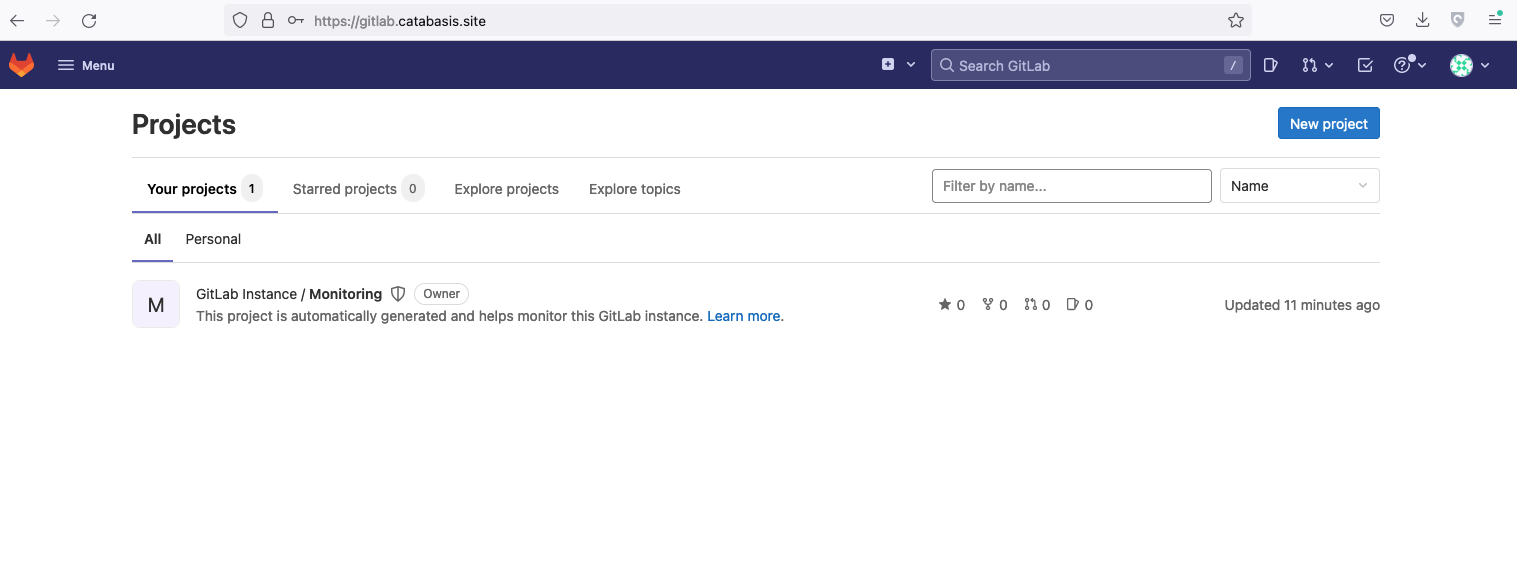 https://gitlab.catabasis.site
Menu
Search GitLab /
Projects
New project
Your projects 1 Starred projects 0 Explore projects Explore topics
Filter by name... Name
All Personal
M
GitLab Instance / Monitoring Owner
This project is automatically generated and helps monitor this GitLab instance. Learn more.
0 0 0 0
Updated 11 minutes ago